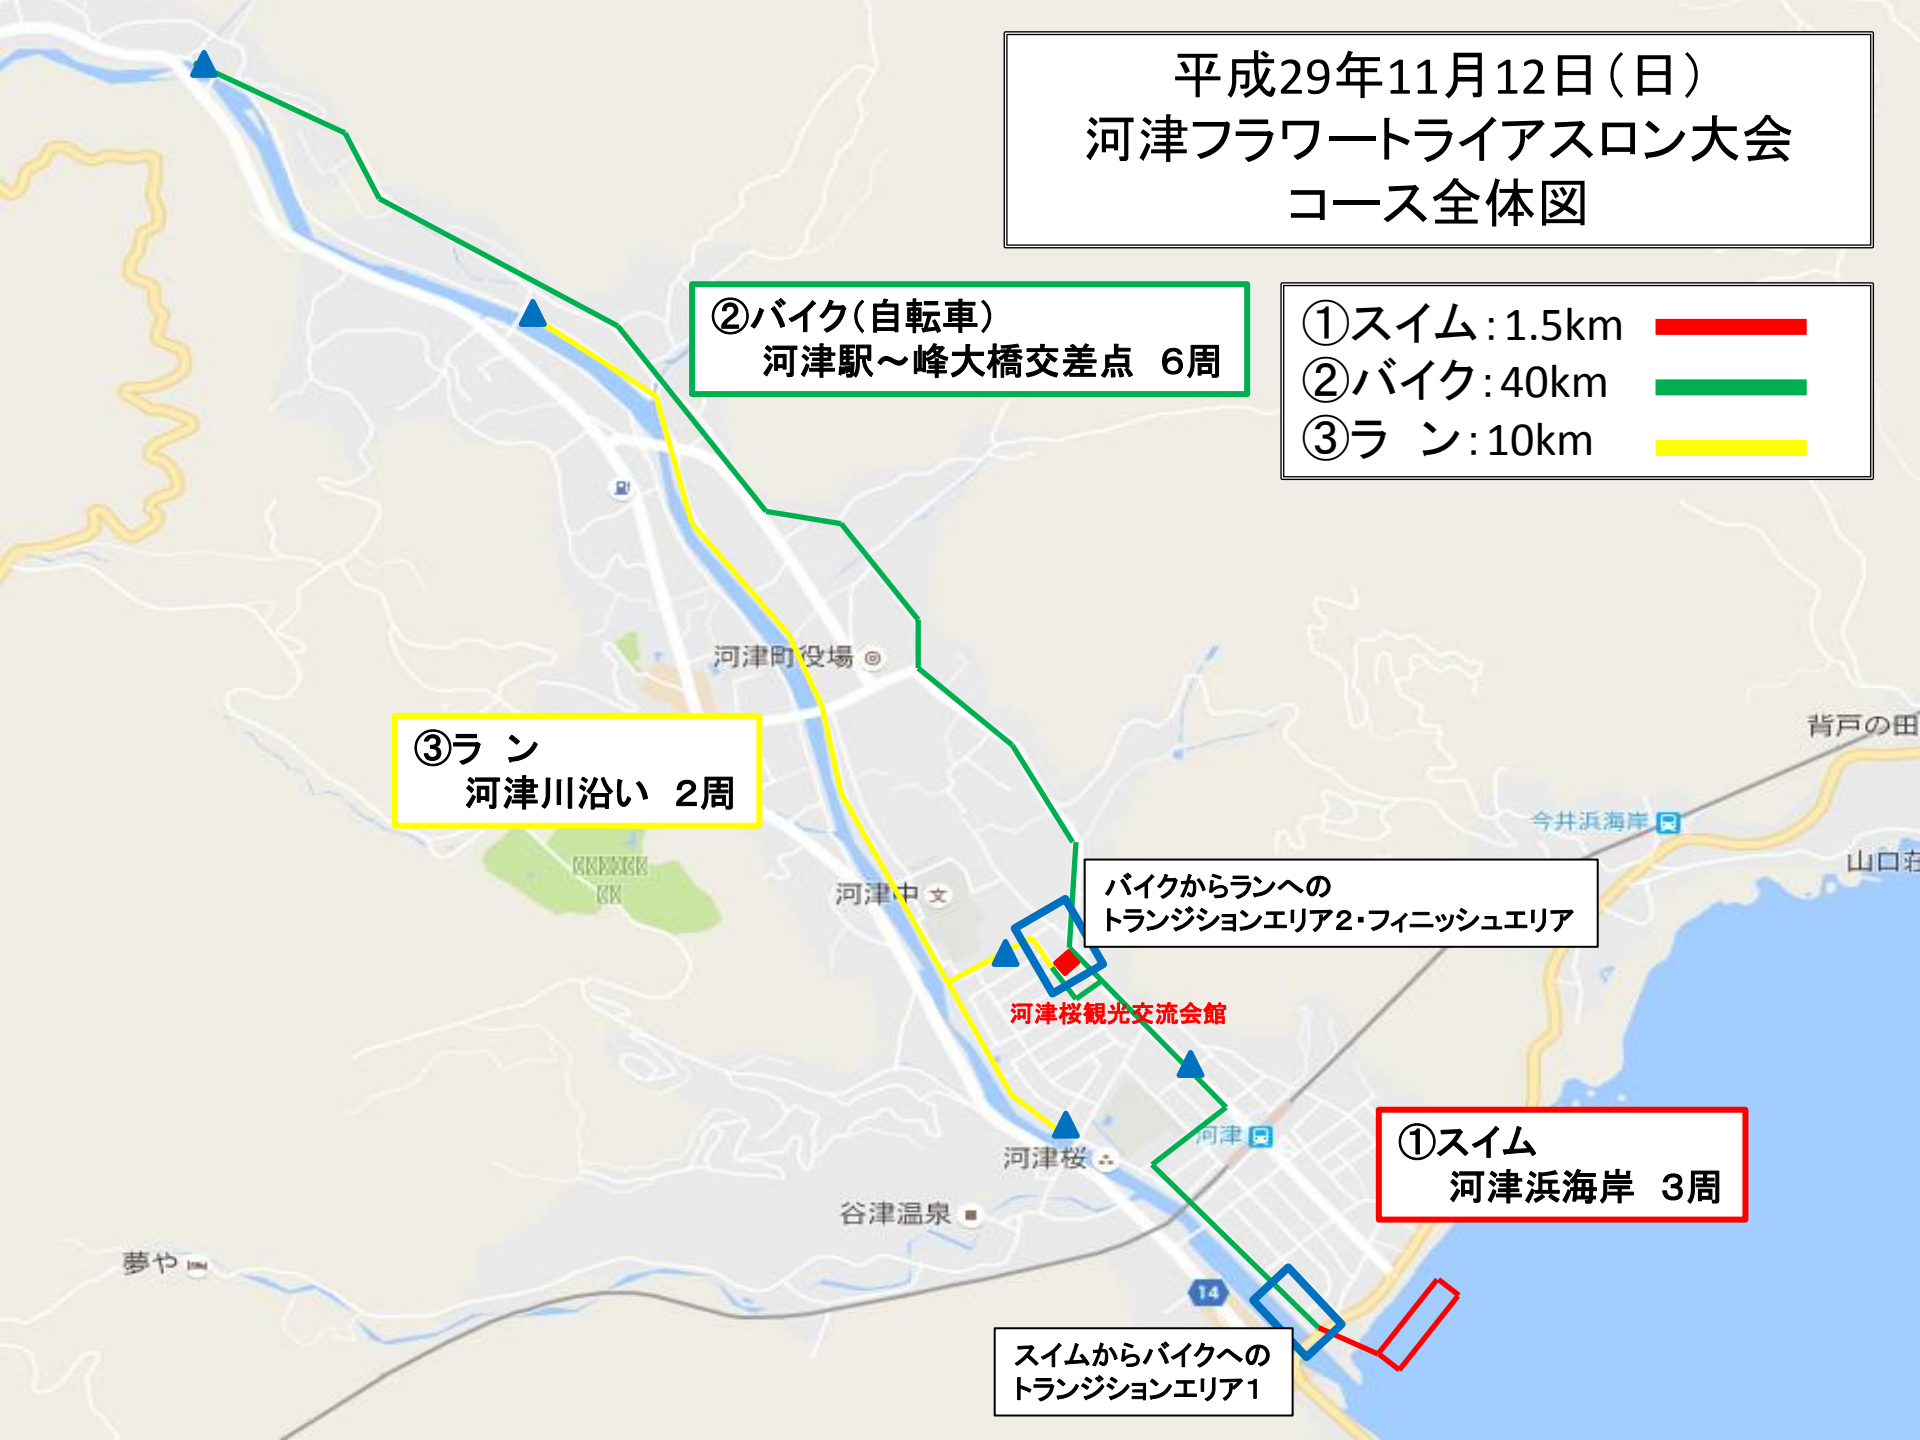 平成29年11月12日(日)
河津フラワートライアスロン大会
コース全体図
①スイム:1.5km
②バイク:40km
③ラ ン:10km
②バイク(自転車)
河津駅～峰大橋交差点 6周
河津町役場
③ラ ン
河津川沿い 2周
背戸の田
今井浜海岸
山口荘
河津中
文
バイクからランへの
トランジションエリア2・フィニッシュエリア
河津桜観光交流会館
河津
河津桜
①スイム
河津浜海岸 3周
谷津温泉
夢や
14
スイムからバイクへの
トランジションエリア1